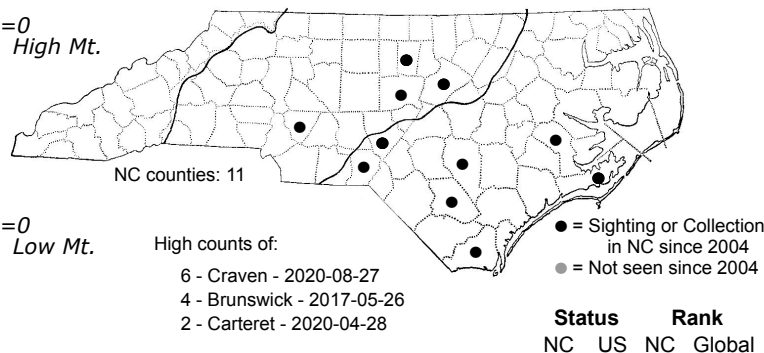 =0
High Mt.
NC counties: 11
=0
Low Mt.
High counts of:
6 - Craven - 2020-08-27
4 - Brunswick - 2017-05-26
2 - Carteret - 2020-04-28
= Sighting or Collection
in NC since 2004
= Not seen since 2004
Status Rank
NC US NC Global